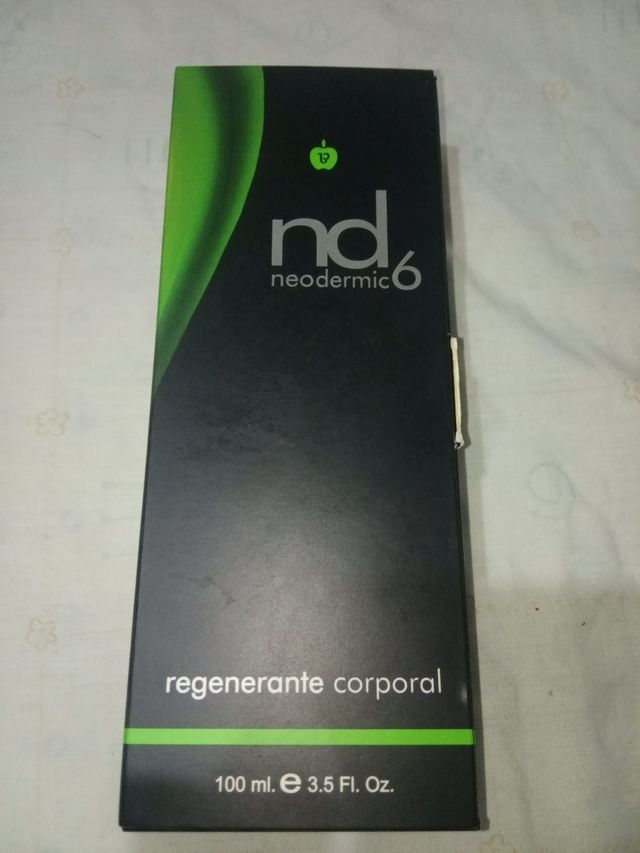 nd
neodermic6
regenerante corporal
100 ml. e 3.5 Fl. Oz.